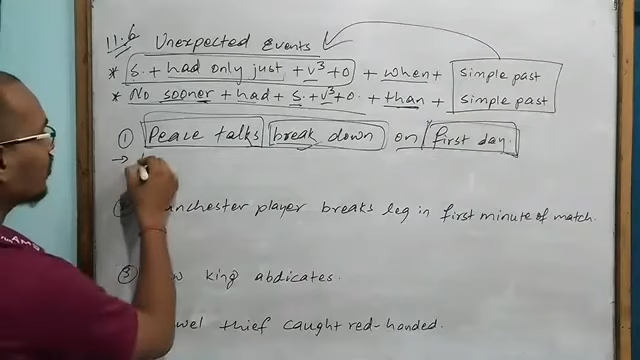 11.6 Unexpected Events
* S. + had only just + v³ + O + when + simple past
* No sooner + had + S. + v³ + O. + than + simple past
① Peace talks break down on first day.
→
player breaks leg in first minute of match.
③ king abdicates.
thief caught red-handed.